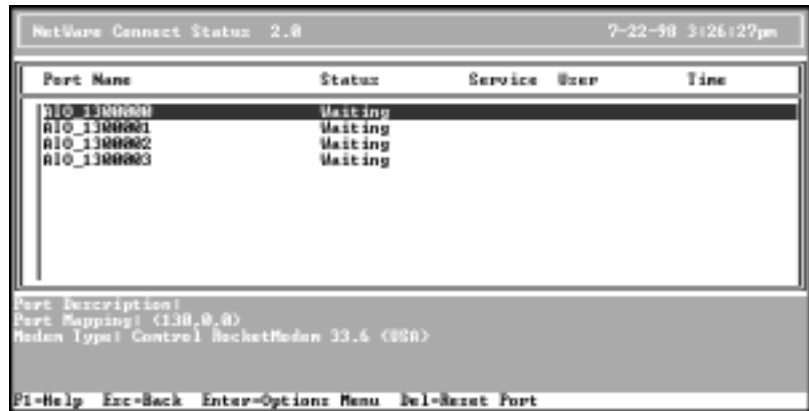 NetWare Connect Status 2.0 7-22-98 3:26:27pm
Port Name Status Service User Time
AIO_1300000 Waiting
AIO_1300001 Waiting
AIO_1300002 Waiting
AIO_1300003 Waiting
Port Description:
Port Mapping: <130,0,0>
Modem Type: Control RocketModem 33.6 <USA>
F1-Help Esc-Back Enter-Options Menu Del-Reset Port